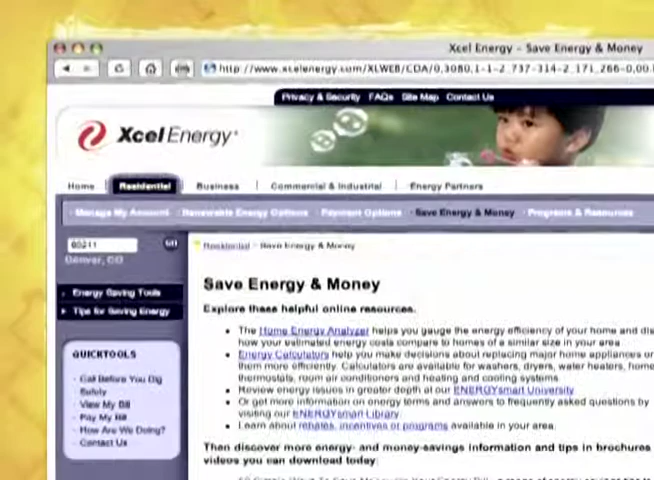 Xcel Energy - Save Energy & Money
Privacy & Security FAQs Site Map Contact Us
Xcel Energy
Home Residential Business Commercial & Industrial Energy Partners
Manage My Account Renewable Energy Options Payment Options Save Energy & Money Programs & Resources
80211 GO
Denver, CO
Residential > Save Energy & Money
Energy Saving Tools
Tips for Saving Energy
Save Energy & Money
Explore these helpful online resources.
The Home Energy Analyzer helps you gauge the energy efficiency of your home and
how your estimated energy costs compare to homes of a similar size in your area
Energy Calculators help you make decisions about replacing major home appliances or
them more efficiently. Calculators are available for washers, dryers, water heaters, home
thermostats, room air conditioners and heating and cooling systems
Review energy issues in greater depth at our ENERGYsmart University
Or get more information on energy terms and answers to frequently asked questions by
visiting our ENERGYsmart Library
Learn about rebates, incentives or programs available in your area.
Then discover more energy- and money-savings information and tips in brochures
videos you can download today:
QUICKTOOLS
Call Before You Dig
Safely
View My Bill
Pay My Bill
How Are We Doing?
Contact Us